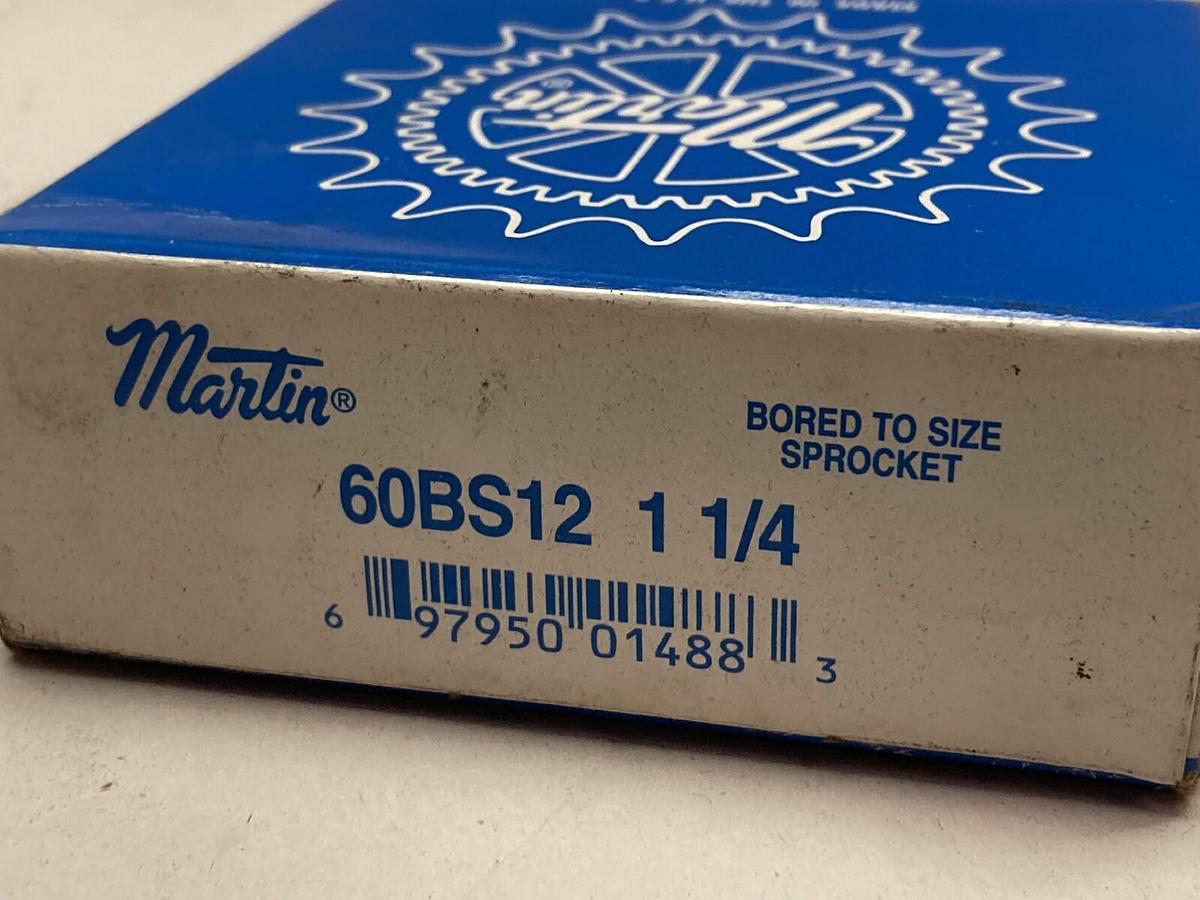 Martin®
Martin®
BORED TO SIZE
SPROCKET
60BS12 1 1/4
6 97950 01488 3